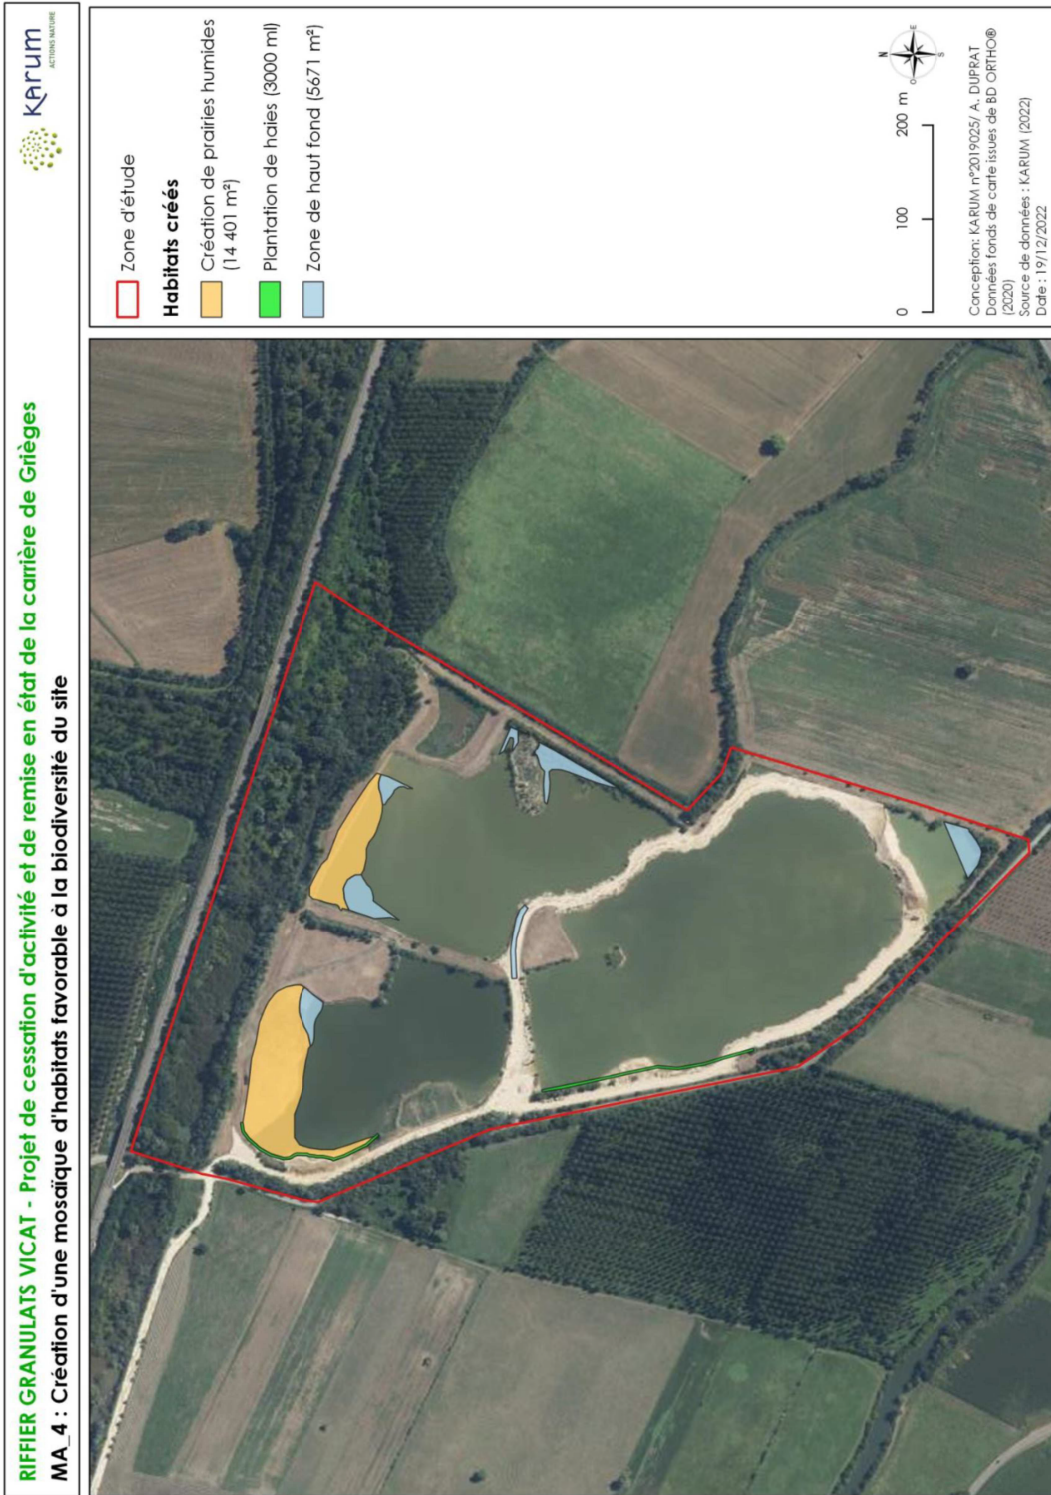 RIFFIER GRANULATS VICAT - Projet de cessation d'activité et de remise en état de la carrière de Grièges
MA_4 : Création d'une mosaïque d'habitats favorable à la biodiversité du site
Karum
ACTIONS NATURE
Zone d'étude
Habitats créés
Création de prairies humides
(14 401 m²)
Plantation de haies (3000 ml)
Zone de haut fond (5671 m²)
N
E
S
O
0 100 200 m
Conception: KARUM n°2019025/ A. DUPRAT
Données fonds de carte issues de BD ORTHO®
(2020)
Source de données : KARUM (2022)
Date : 19/12/2022